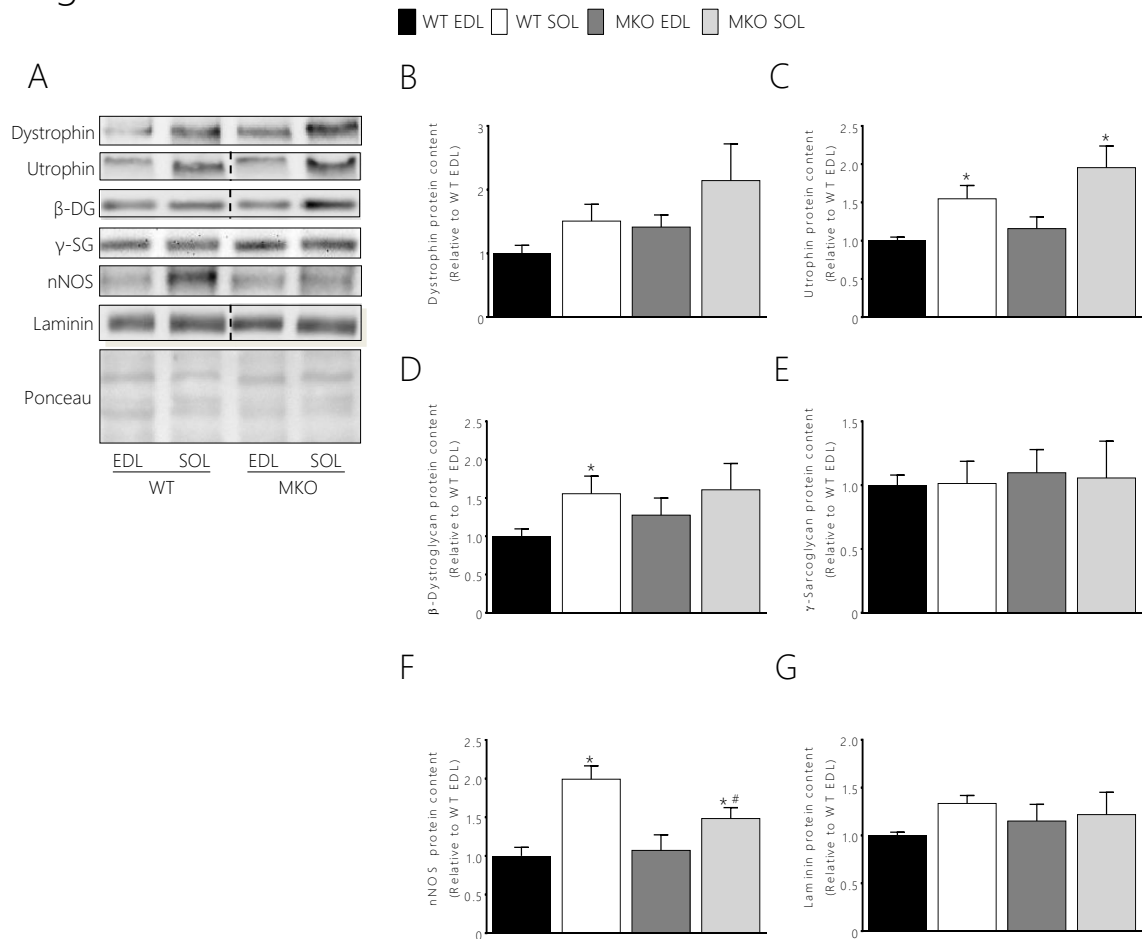 WT EDL WT SOL MKO EDL MKO SOL
A
Dystrophin
Utrophin
β-DG
γ-SG
nNOS
Laminin
Ponceau
EDL SOL EDL SOL
WT MKO
B
Dystrophin protein content
(Relative to WT EDL)
3
2
1
0
C
Utrophin protein content
(Relative to WT EDL)
2.5
2.0
1.5
1.0
0.5
0
*
*
D
β-Dystroglycan protein content
(Relative to WT EDL)
2.5
2.0
1.5
1.0
0.5
0
*
E
γ-Sarcoglycan protein content
(Relative to WT EDL)
1.5
1.0
0.5
0
F
nNOS protein content
(Relative to WT EDL)
2.5
2.0
1.5
1.0
0.5
0
*
* #
G
Laminin protein content
(Relative to WT EDL)
2.0
1.5
1.0
0.5
0